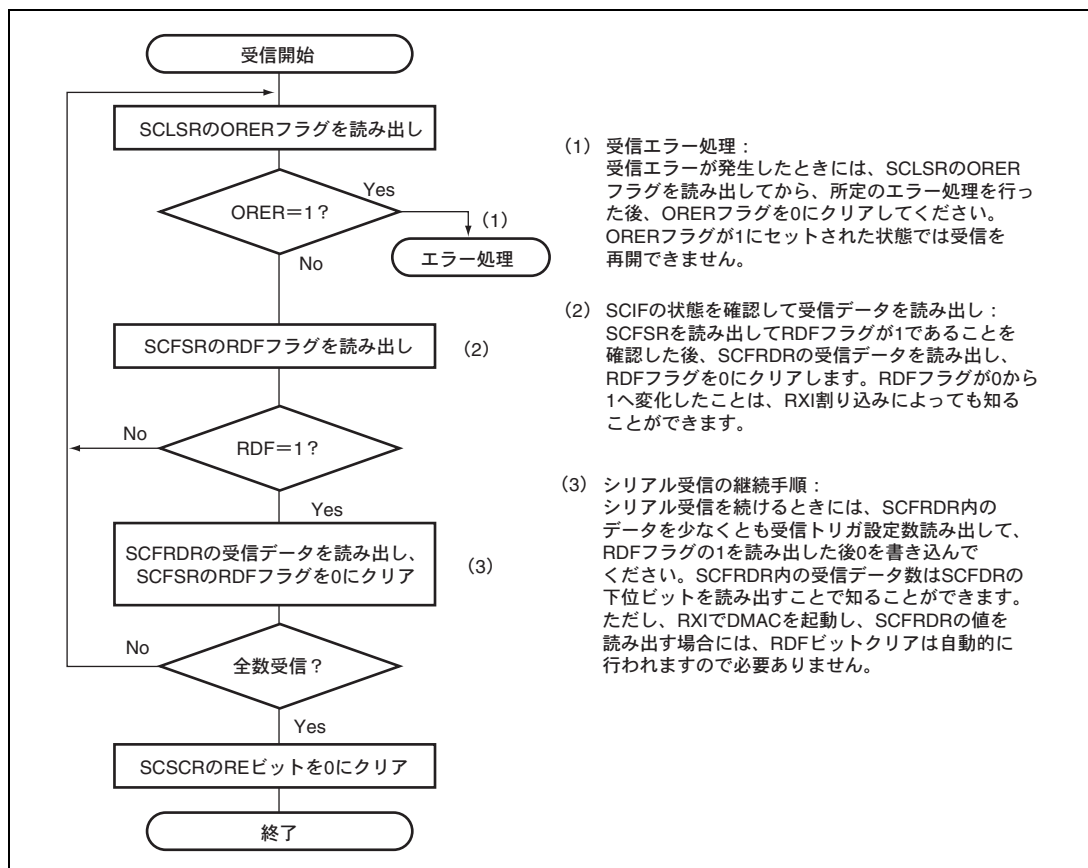 受信開始
SCLSRのORERフラグを読み出し
ORER=1?
Yes
(1)
エラー処理
No
SCFSRのRDFフラグを読み出し
(2)
RDF=1?
No
Yes
SCFRDRの受信データを読み出し、
SCFSRのRDFフラグを0にクリア
(3)
全数受信?
No
Yes
SCSCRのREビットを0にクリア
終了
(1) 受信エラー処理:
受信エラーが発生したときには、SCLSRのORER
フラグを読み出してから、所定のエラー処理を行っ
た後、ORERフラグを0にクリアしてください。
ORERフラグが1にセットされた状態では受信を
再開できません。
(2) SCIFの状態を確認して受信データを読み出し:
SCFSRを読み出してRDFフラグが1であることを
確認した後、SCFRDRの受信データを読み出し、
RDFフラグを0にクリアします。RDFフラグが0から
1へ変化したことは、RXI割り込みによっても知る
ことができます。
(3) シリアル受信の継続手順:
シリアル受信を続けるときには、SCFRDR内の
データを少なくとも受信トリガ設定数読み出して、
RDFフラグの1を読み出した後0を書き込んで
ください。SCFRDR内の受信データ数はSCFDRの
下位ビットを読み出すことで知ることができます。
ただし、RXIでDMACを起動し、SCFRDRの値を
読み出す場合には、RDFビットクリアは自動的に
行われますので必要ありません。